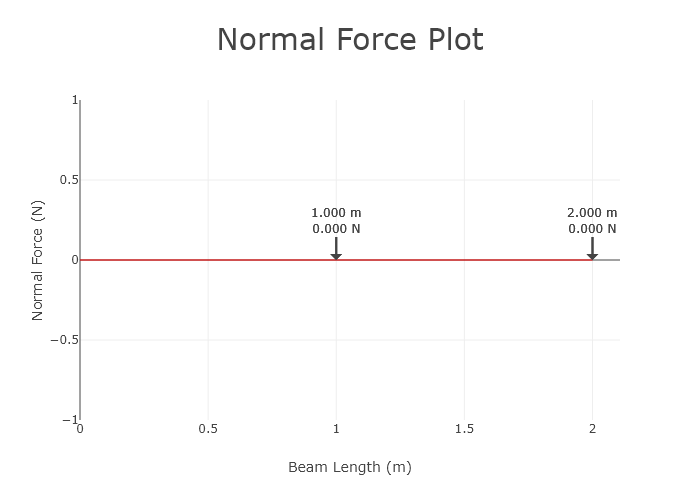 Normal Force Plot
1
0.5
0
−0.5
−1
Normal Force (N)
1.000 m
0.000 N
2.000 m
0.000 N
0
0.5
1
1.5
2
Beam Length (m)